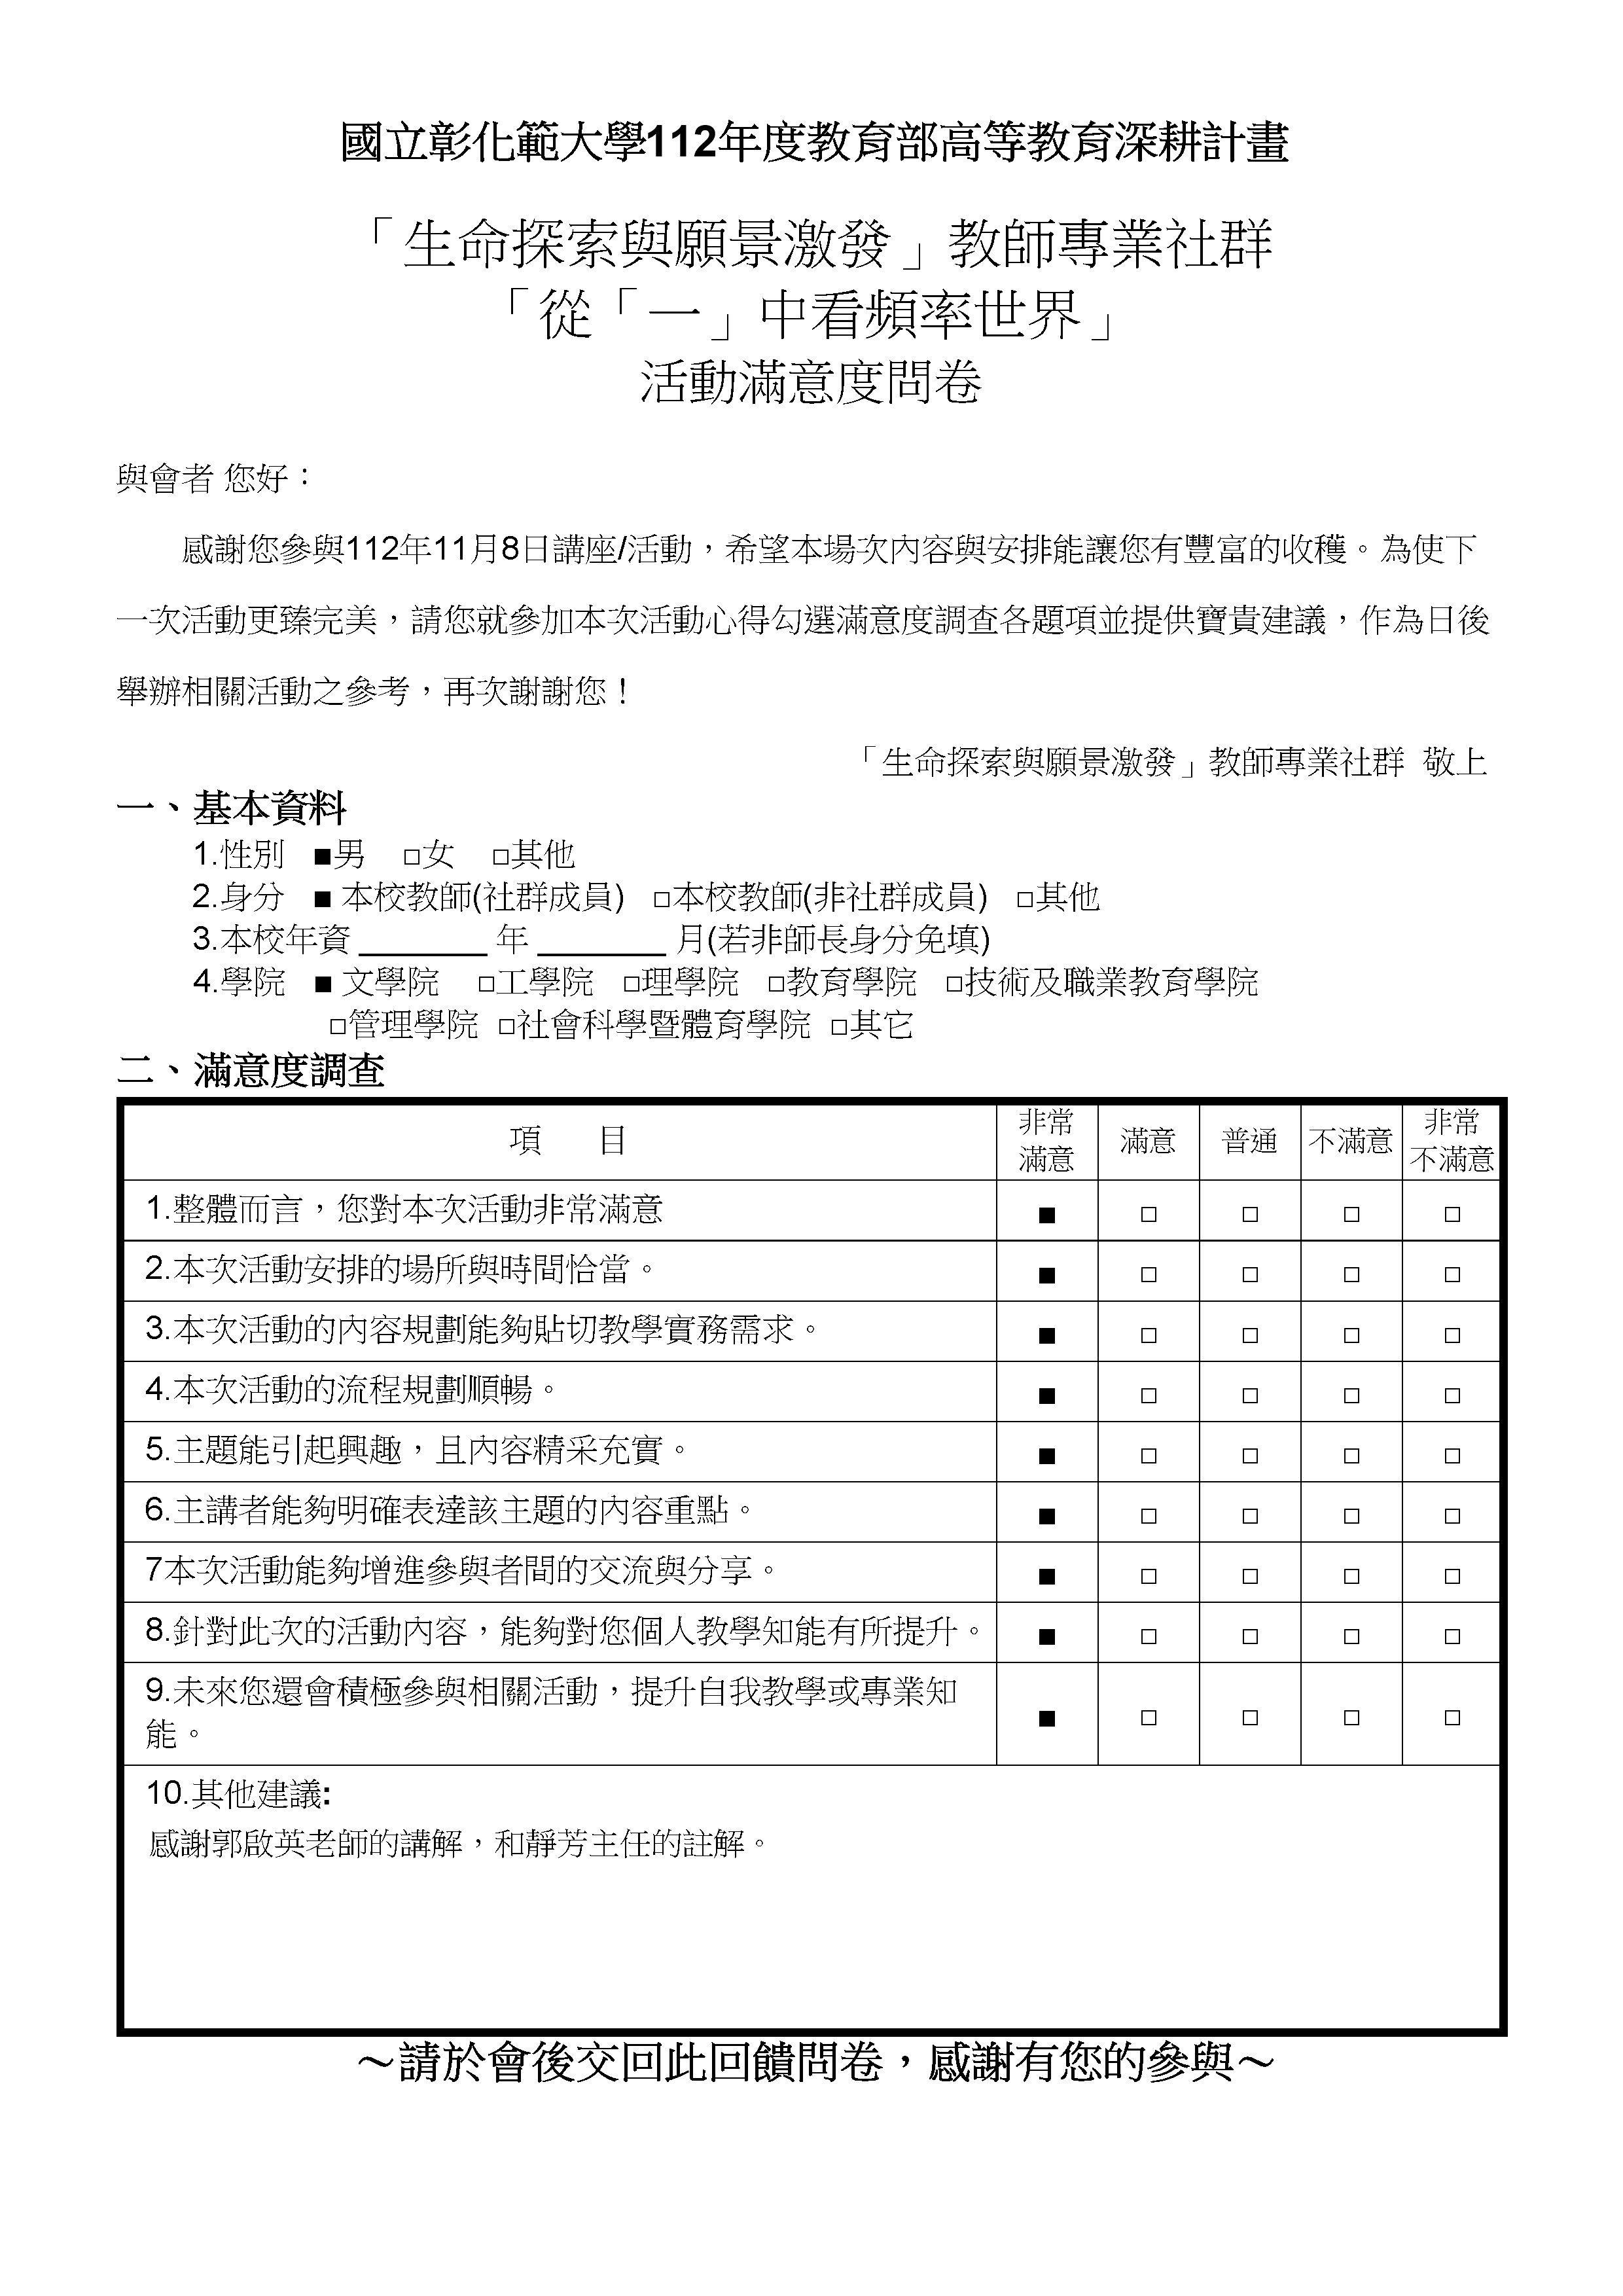 國立彰化範大學112年度教育部高等教育深耕計畫
「生命探索與願景激發」教師專業社群
「從「一」中看頻率世界」
活動滿意度問卷
與會者 您好：
感謝您參與112年11月8日講座/活動，希望本場次內容與安排能讓您有豐富的收穫。為使下
一次活動更臻完美，請您就參加本次活動心得勾選滿意度調查各題項並提供寶貴建議，作為日後
舉辦相關活動之參考，再次謝謝您！
「生命探索與願景激發」教師專業社群 敬上
一、基本資料
1.性別 ■男 □女 □其他
2.身分 ■ 本校教師(社群成員) □本校教師(非社群成員) □其他
3.本校年資 _______ 年 _______ 月(若非師長身分免填)
4.學院 ■ 文學院 □工學院 □理學院 □教育學院 □技術及職業教育學院
□管理學院 □社會科學暨體育學院 □其它
二、滿意度調查
項 目 非常滿意 滿意 普通 不滿意 非常不滿意
1.整體而言，您對本次活動非常滿意 ■ □ □ □ □
2.本次活動安排的場所與時間恰當。 ■ □ □ □ □
3.本次活動的內容規劃能夠貼切教學實務需求。 ■ □ □ □ □
4.本次活動的流程規劃順暢。 ■ □ □ □ □
5.主題能引起興趣，且內容精采充實。 ■ □ □ □ □
6.主講者能夠明確表達該主題的內容重點。 ■ □ □ □ □
7本次活動能夠增進參與者間的交流與分享。 ■ □ □ □ □
8.針對此次的活動內容，能夠對您個人教學知能有所提升。 ■ □ □ □ □
9.未來您還會積極參與相關活動，提升自我教學或專業知
能。 ■ □ □ □ □
10.其他建議:
感謝郭啟英老師的講解，和靜芳主任的註解。
～請於會後交回此回饋問卷，感謝有您的參與～